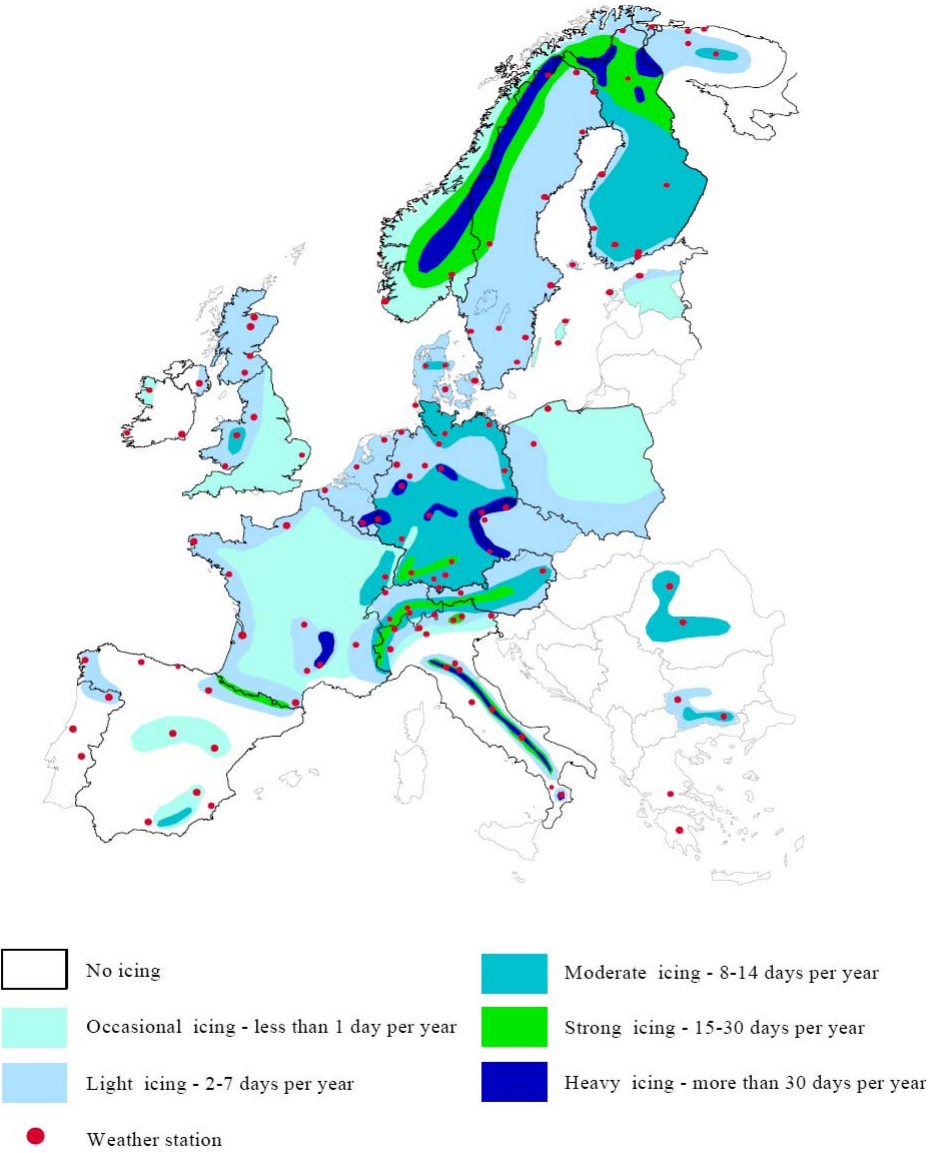 No icing
Occasional icing - less than 1 day per year
Light icing - 2-7 days per year
Weather station
Moderate icing - 8-14 days per year
Strong icing - 15-30 days per year
Heavy icing - more than 30 days per year